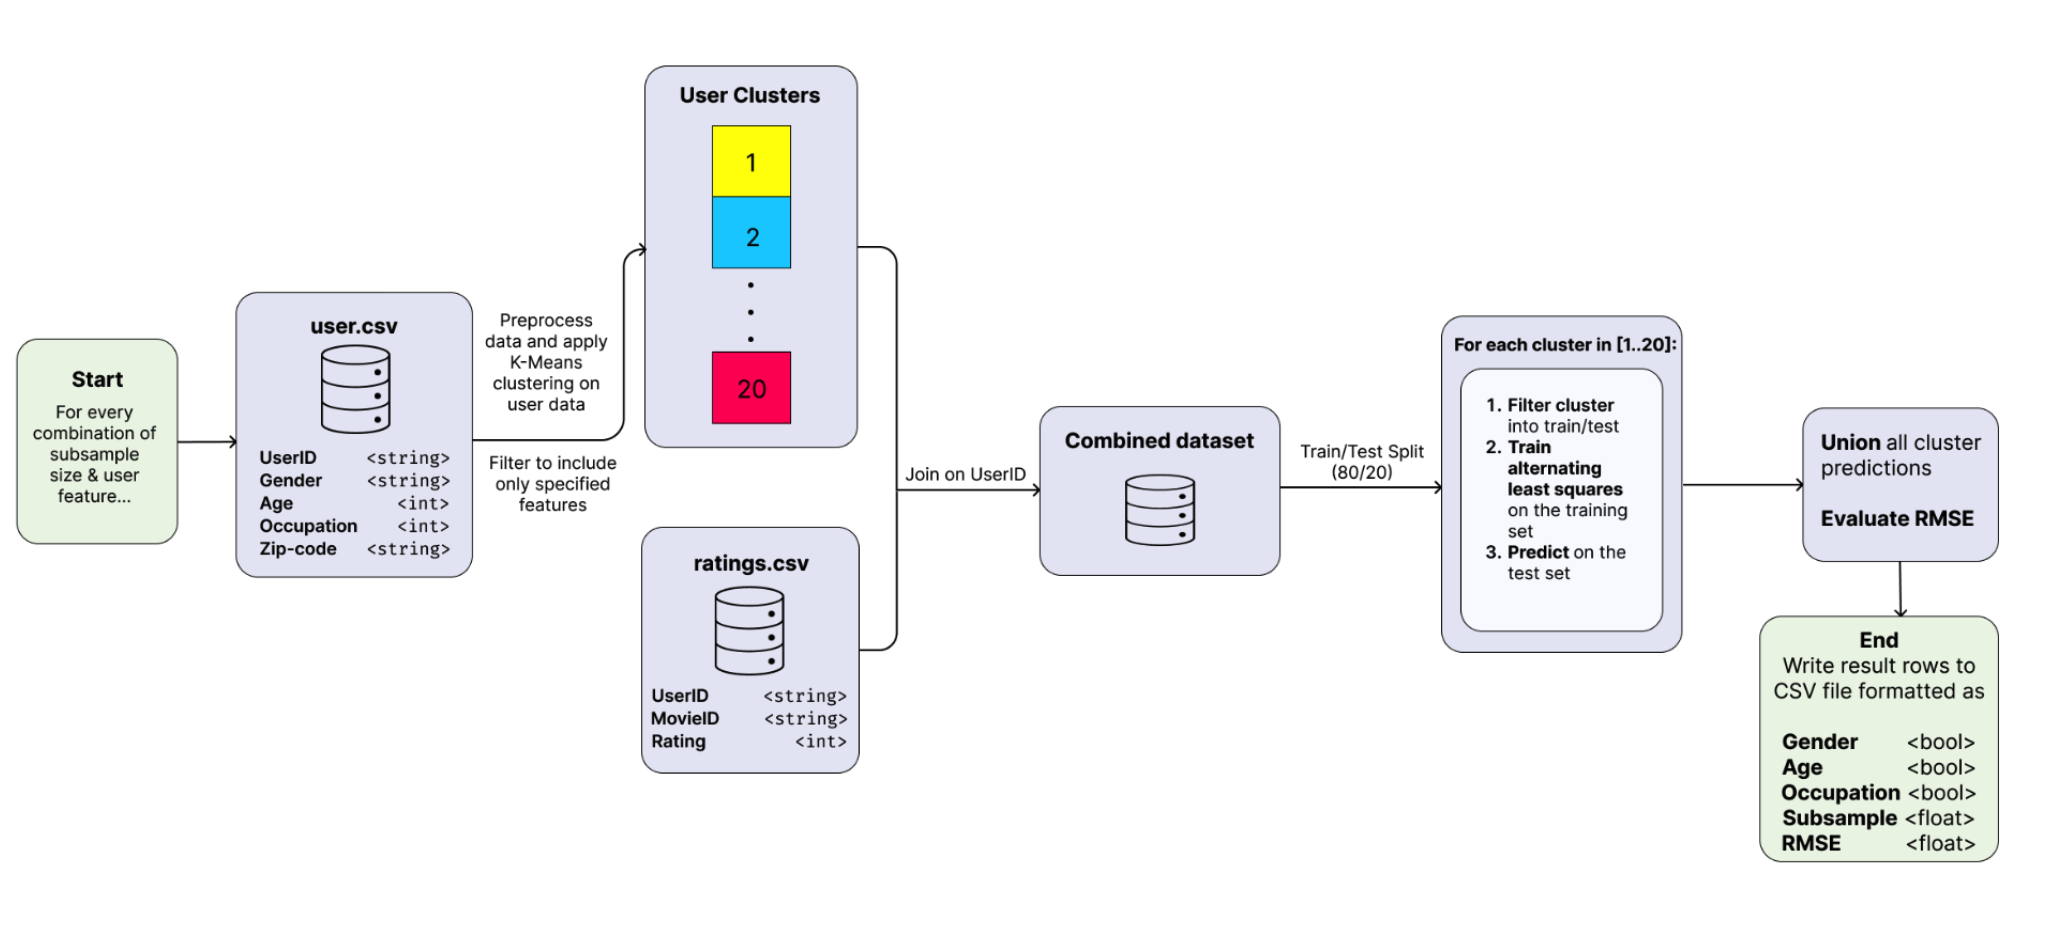 Start
For every
combination of
subsample
size & user
feature...
user.csv
UserID <string>
Gender <string>
Age <int>
Occupation <int>
Zip-code <string>
Preprocess
data and apply
K-Means
clustering on
user data
Filter to include
only specified
features
User Clusters
1
2
20
ratings.csv
UserID <string>
MovieID <string>
Rating <int>
Join on UserID
Combined dataset
Train/Test Split
(80/20)
For each cluster in [1..20]:
1. Filter cluster
into train/test
2. Train
alternating
least squares
on the training
set
3. Predict on the
test set
Union all cluster
predictions
Evaluate RMSE
End
Write result rows to
CSV file formatted as
Gender <bool>
Age <bool>
Occupation <bool>
Subsample <float>
RMSE <float>